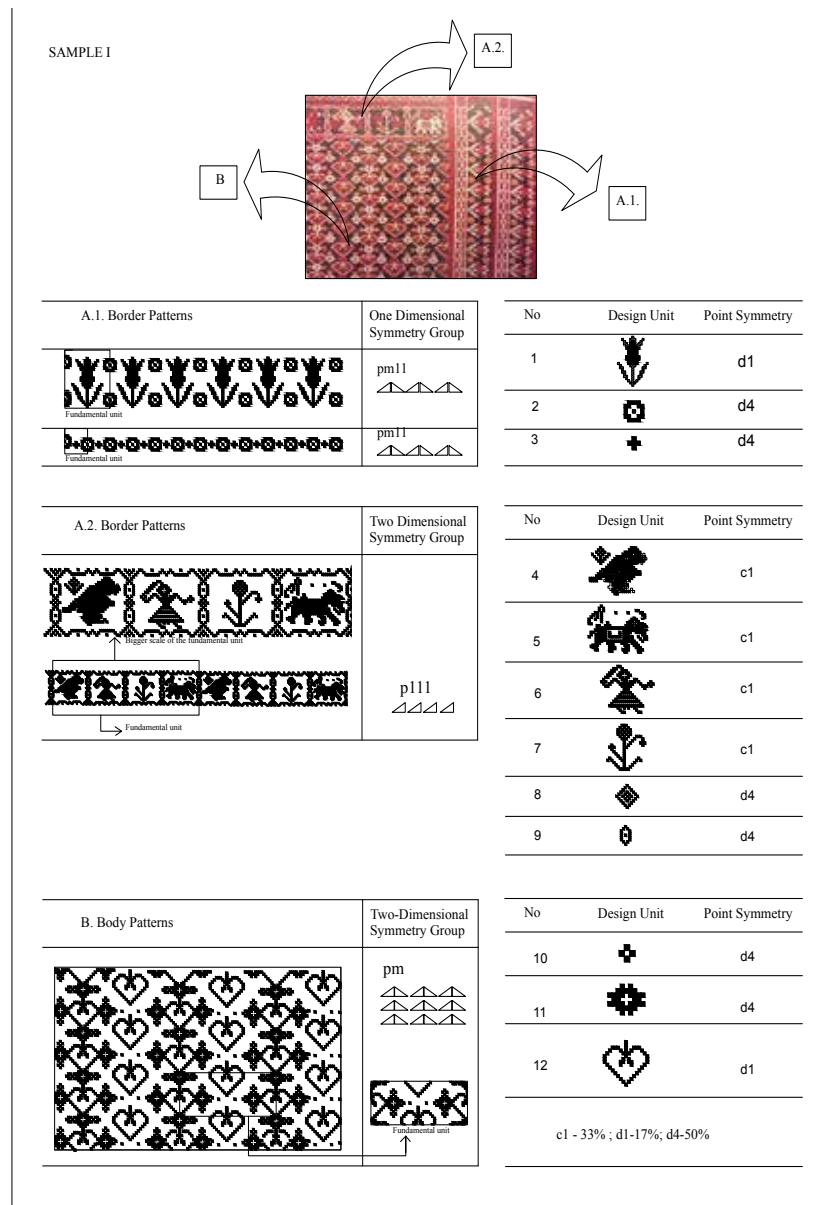 SAMPLE I
A.2.
B
A.1.
A.1. Border Patterns
One Dimensional
Symmetry Group
pm11
Fundamental unit
pm11
Fundamental unit
No Design Unit Point Symmetry
1 d1
2 d4
3 d4
A.2. Border Patterns
Two Dimensional
Symmetry Group
Bigger scale of the fundamental unit
p111
Fundamental unit
No Design Unit Point Symmetry
4 c1
5 c1
6 c1
7 c1
8 d4
9 d4
B. Body Patterns
Two-Dimensional
Symmetry Group
pm
Fundamental unit
No Design Unit Point Symmetry
10 d4
11 d4
12 d1
c1 - 33% ; d1-17%; d4-50%